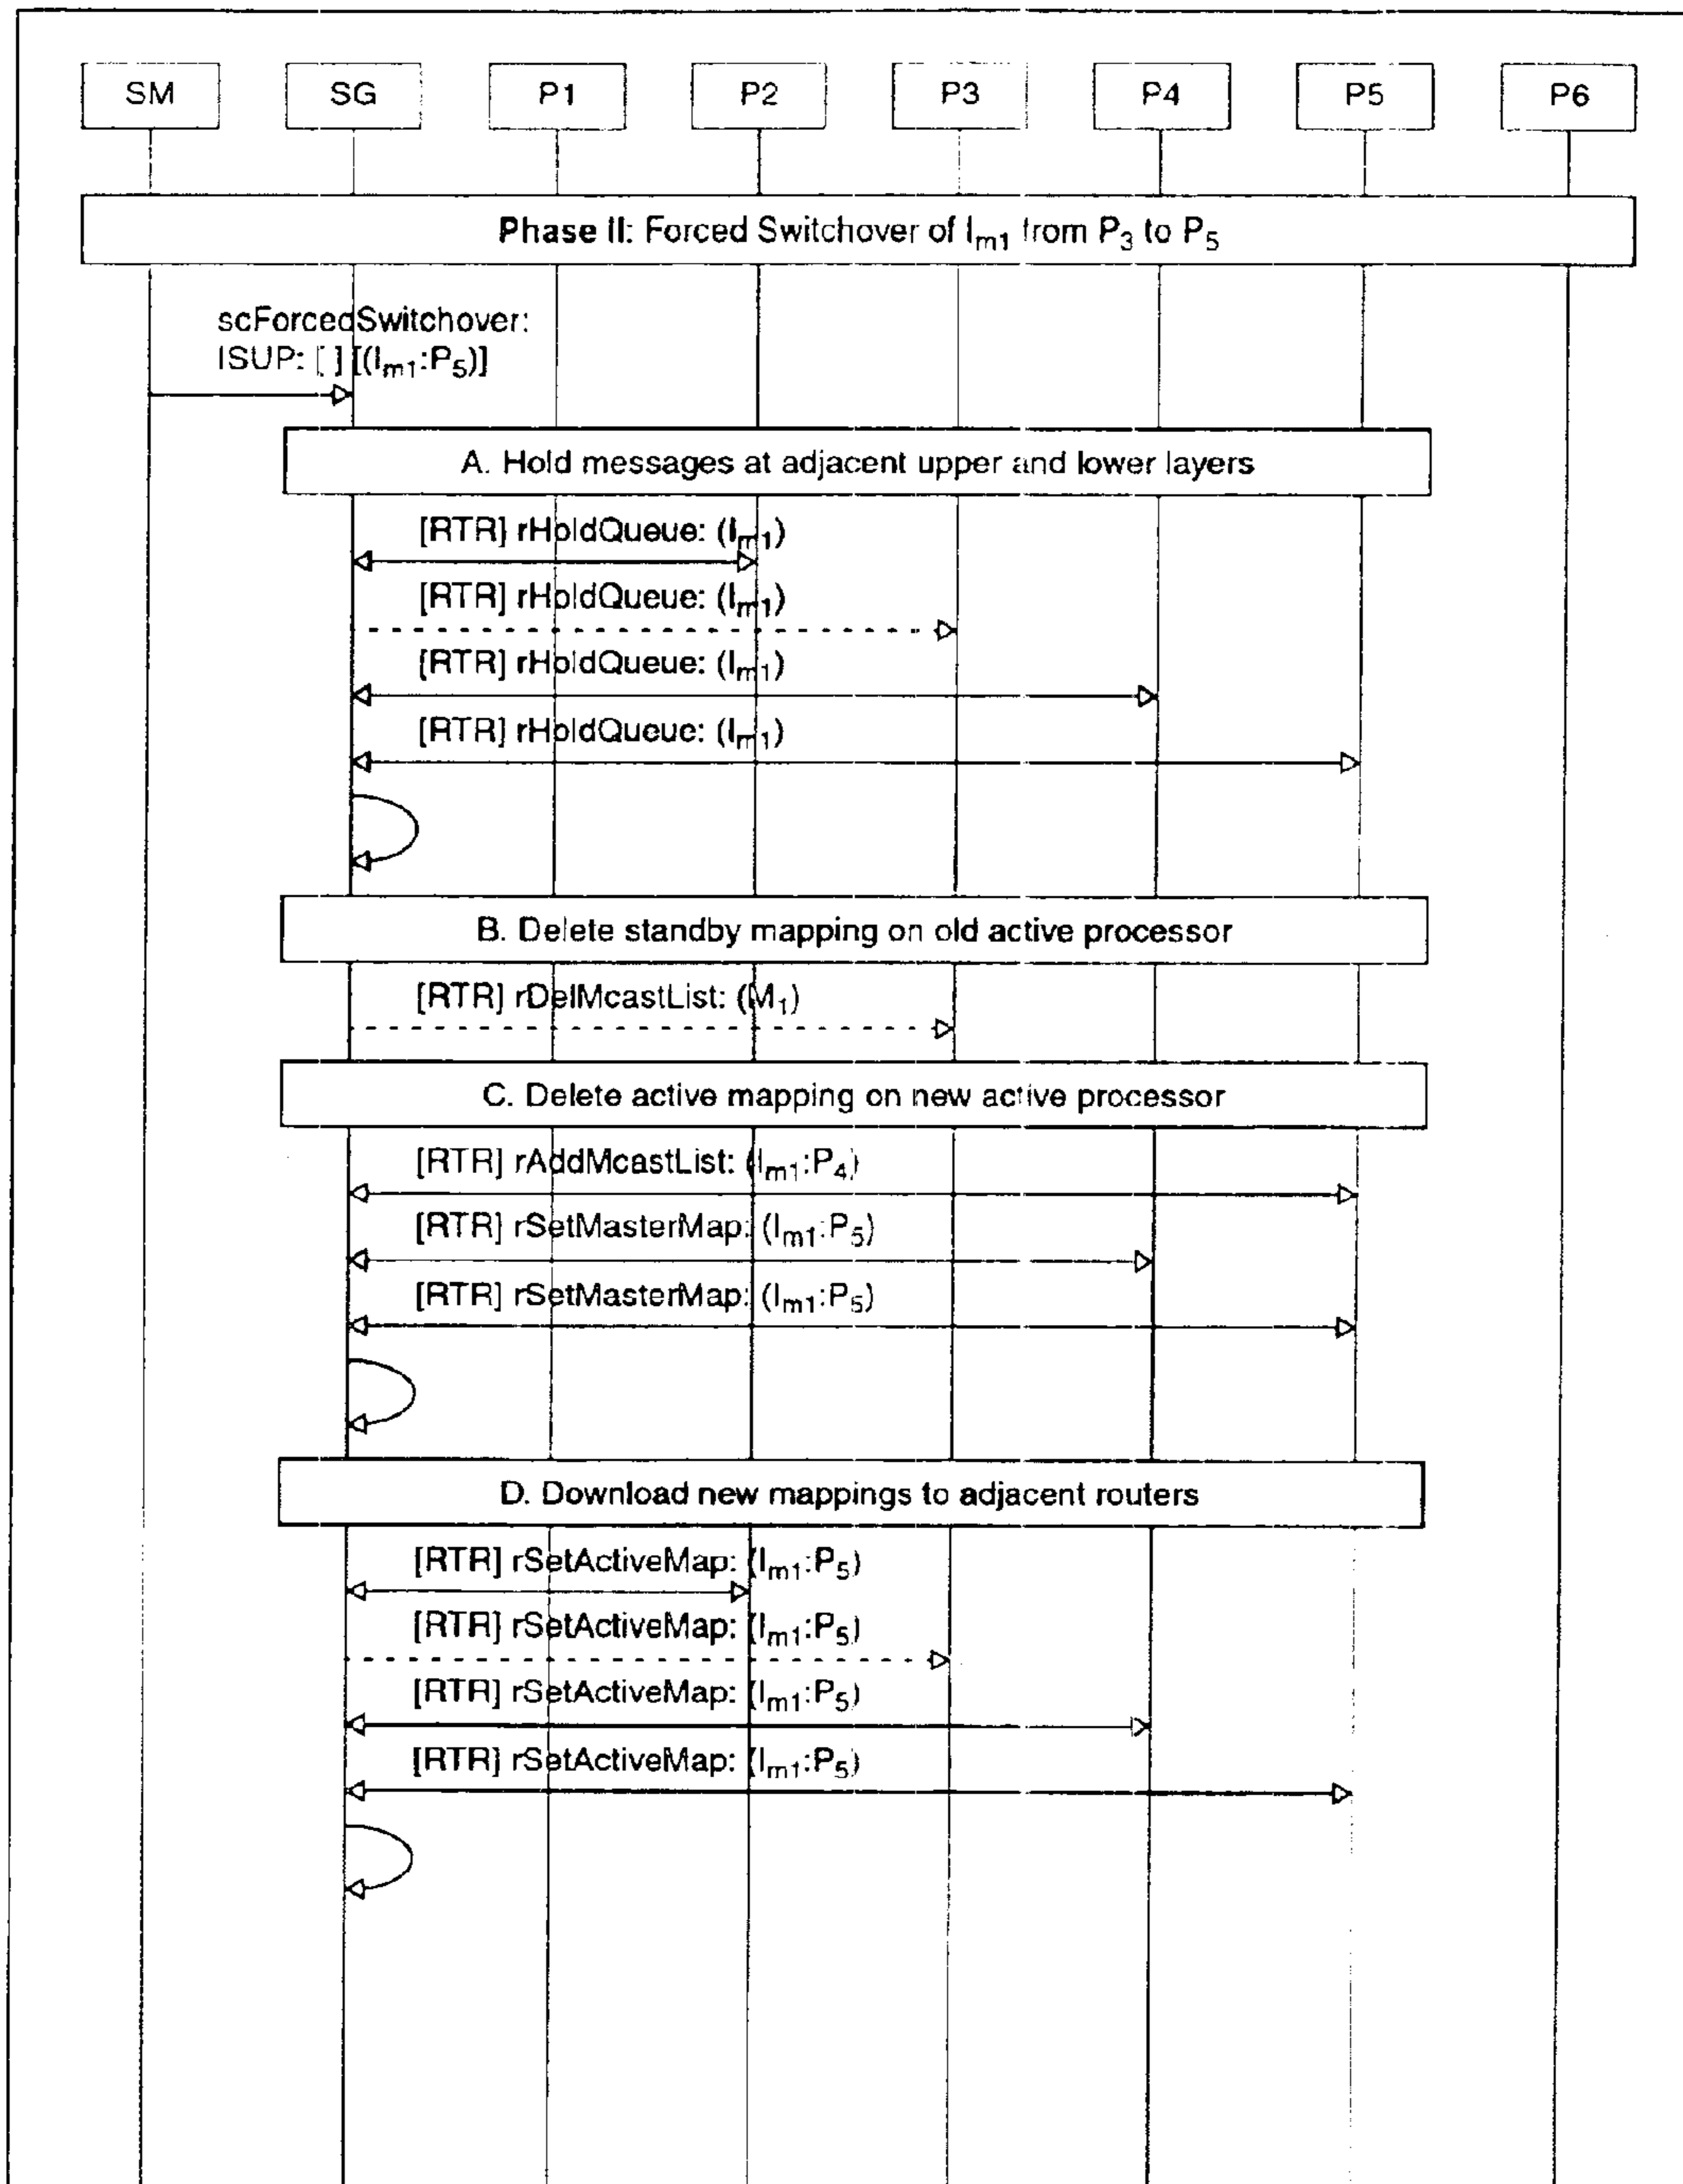 SM SG P1 P2 P3 P4 P5 P6
Phase II: Forced Switchover of Iₘ₁ from P₃ to P₅
scForcedSwitchover:
ISUP: [ ] [(Iₘ₁:P₅)]
A. Hold messages at adjacent upper and lower layers
[RTR] rHoldQueue: (Iₘ₁)
[RTR] rHoldQueue: (Iₘ₁)
[RTR] rHoldQueue: (Iₘ₁)
[RTR] rHoldQueue: (Iₘ₁)
B. Delete standby mapping on old active processor
[RTR] rDelMcastList: (M₁)
C. Delete active mapping on new active processor
[RTR] rAddMcastList: (Iₘ₁:P₄)
[RTR] rSetMasterMap: (Iₘ₁:P₅)
[RTR] rSetMasterMap: (Iₘ₁:P₅)
D. Download new mappings to adjacent routers
[RTR] rSetActiveMap: (Iₘ₁:P₅)
[RTR] rSetActiveMap: (Iₘ₁:P₅)
[RTR] rSetActiveMap: (Iₘ₁:P₅)
[RTR] rSetActiveMap: (Iₘ₁:P₅)